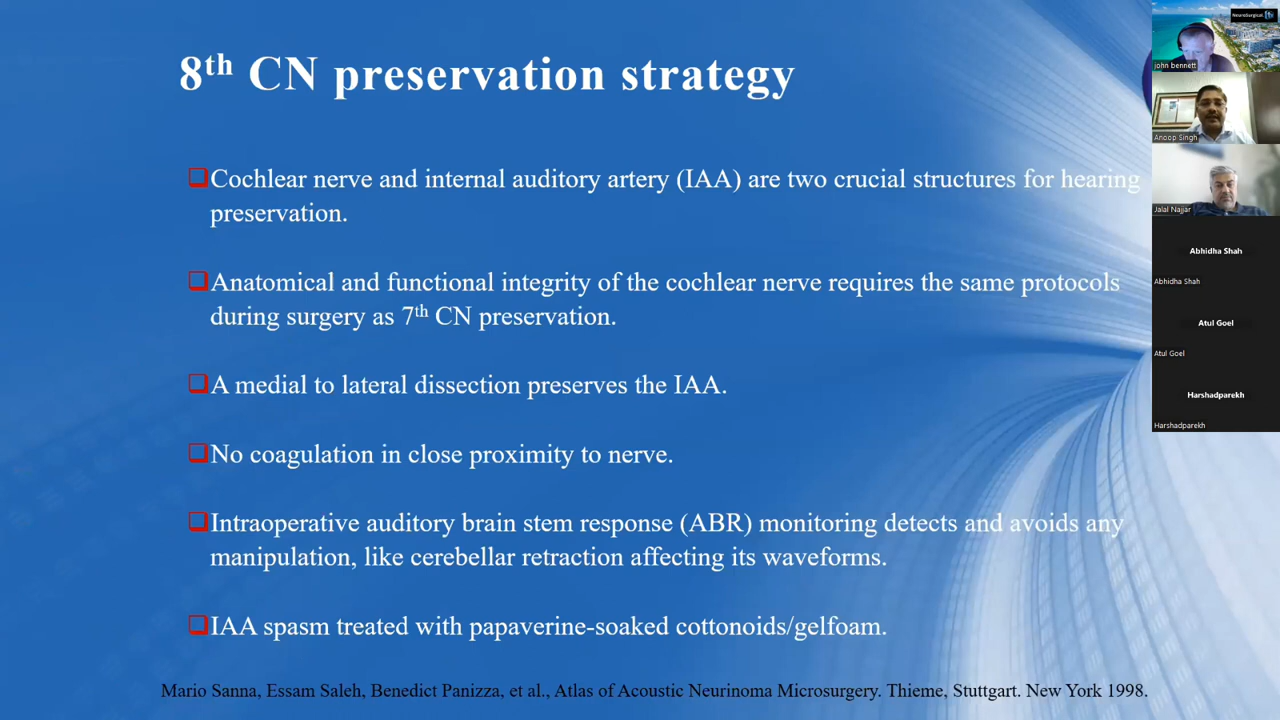 8th CN preservation strategy
Cochlear nerve and internal auditory artery (IAA) are two crucial structures for hearing
preservation.
Anatomical and functional integrity of the cochlear nerve requires the same protocols
during surgery as 7th CN preservation.
A medial to lateral dissection preserves the IAA.
No coagulation in close proximity to nerve.
Intraoperative auditory brain stem response (ABR) monitoring detects and avoids any
manipulation, like cerebellar retraction affecting its waveforms.
IAA spasm treated with papaverine-soaked cottonoids/gelfoam.
Mario Sanna, Essam Saleh, Benedict Panizza, et al., Atlas of Acoustic Neurinoma Microsurgery. Thieme, Stuttgart. New York 1998.
john bennett
Anoop Singh
Jalal Najjar
Abhidha Shah
Abhidha Shah
Atul Goel
Atul Goel
Harshadparekh
Harshadparekh